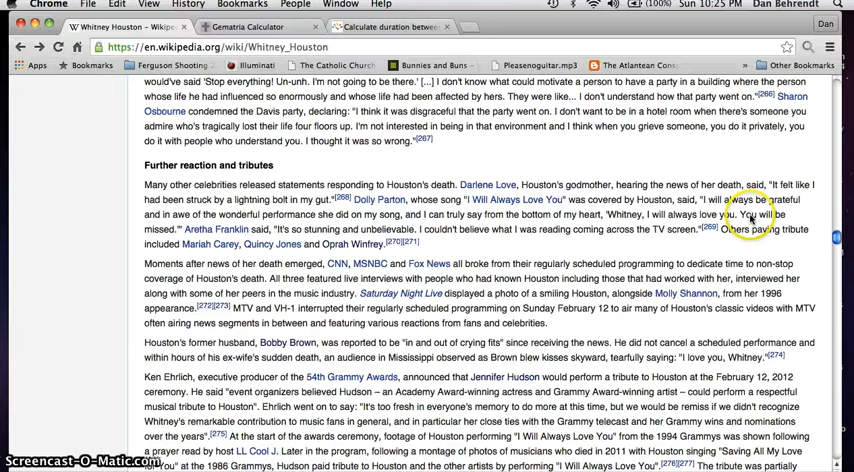 File Edit View History Bookmarks People Window Help (100%) Sun 10:25 PM Dan Behrendt
Whitney Houston – Wikipe × Gematria Calculator × Calculate duration betwee × Dan
https://en.wikipedia.org/wiki/Whitney_Houston
Apps Bookmarks Ferguson Shooting Illuminati The Catholic Church Bunnies and Buns – Pleasenoguitar.mp3 The Atlantean Cons » Other Bookmarks
would've said 'Stop everything! Un-unh. I'm not going to be there.' [...] I don't know what could motivate a person to have a party in a building where the person
whose life he had influenced so enormously and whose life had been affected by hers. They were like... I don't understand how that party went on."[266] Sharon
Osbourne condemned the Davis party, declaring: "I think it was disgraceful that the party went on. I don't want to be in a hotel room when there's someone you
admire who's tragically lost their life four floors up. I'm not interested in being in that environment and I think when you grieve someone, you do it privately, you
do it with people who understand you. I thought it was so wrong."[267]
Further reaction and tributes
Many other celebrities released statements responding to Houston's death. Darlene Love, Houston's godmother, hearing the news of her death, said, "It felt like I
had been struck by a lightning bolt in my gut."[268] Dolly Parton, whose song "I Will Always Love You" was covered by Houston, said, "I will always be grateful
and in awe of the wonderful performance she did on my song, and I can truly say from the bottom of my heart, 'Whitney, I will always love you. You will be
missed.'" Aretha Franklin said, "It's so stunning and unbelievable. I couldn't believe what I was reading coming across the TV screen."[269] Others paying tribute
included Mariah Carey, Quincy Jones and Oprah Winfrey.[270][271]
Moments after news of her death emerged, CNN, MSNBC and Fox News all broke from their regularly scheduled programming to dedicate time to non-stop
coverage of Houston's death. All three featured live interviews with people who had known Houston including those that had worked with her, interviewed her
along with some of her peers in the music industry. Saturday Night Live displayed a photo of a smiling Houston, alongside Molly Shannon, from her 1996
appearance.[272][273] MTV and VH-1 interrupted their regularly scheduled programming on Sunday February 12 to air many of Houston's classic videos with MTV
often airing news segments in between and featuring various reactions from fans and celebrities.
Houston's former husband, Bobby Brown, was reported to be "in and out of crying fits" since receiving the news. He did not cancel a scheduled performance and
within hours of his ex-wife's sudden death, an audience in Mississippi observed as Brown blew kisses skyward, tearfully saying: "I love you, Whitney."[274]
Ken Ehrlich, executive producer of the 54th Grammy Awards, announced that Jennifer Hudson would perform a tribute to Houston at the February 12, 2012
ceremony. He said "event organizers believed Hudson – an Academy Award-winning actress and Grammy Award-winning artist – could perform a respectful
musical tribute to Houston". Ehrlich went on to say: "It's too fresh in everyone's memory to do more at this time, but we would be remiss if we didn't recognize
Whitney's remarkable contribution to music fans in general, and in particular her close ties with the Grammy telecast and her Grammy wins and nominations
over the years".[275] At the start of the awards ceremony, footage of Houston performing "I Will Always Love You" from the 1994 Grammys was shown following
a prayer read by host LL Cool J. Later in the program, following a montage of photos of musicians who died in 2011 with Houston singing "Saving All My Love
for You" at the 1986 Grammys, Hudson paid tribute to Houston and the other artists by performing "I Will Always Love You".[276][277] The tribute was partially
Screencast-O-Matic.com